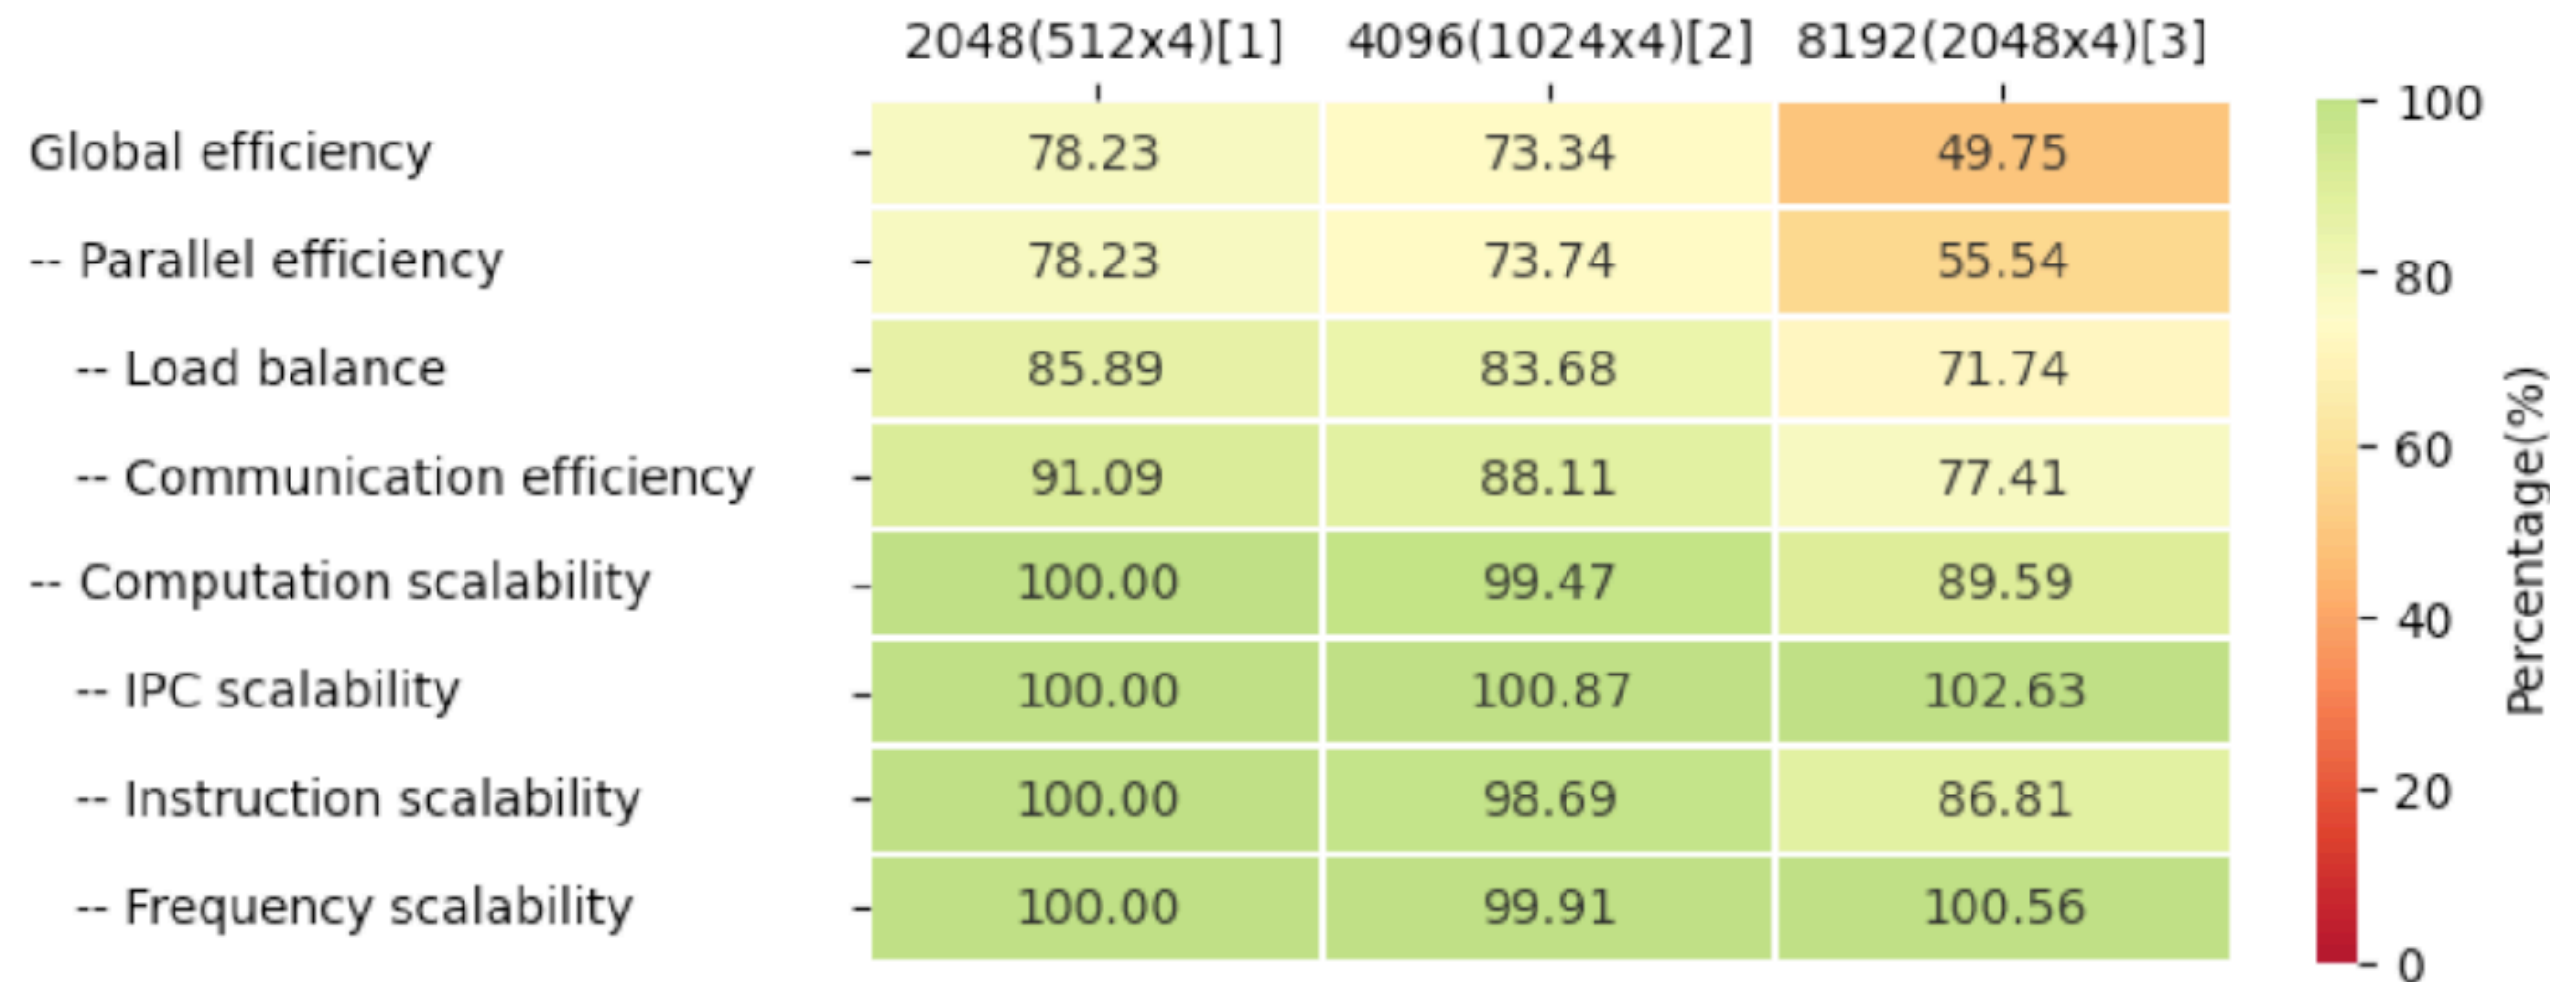 2048(512x4)[1] 4096(1024x4)[2] 8192(2048x4)[3]
Global efficiency 78.23 73.34 49.75
-- Parallel efficiency 78.23 73.74 55.54
-- Load balance 85.89 83.68 71.74
-- Communication efficiency 91.09 88.11 77.41
-- Computation scalability 100.00 99.47 89.59
-- IPC scalability 100.00 100.87 102.63
-- Instruction scalability 100.00 98.69 86.81
-- Frequency scalability 100.00 99.91 100.56
100
80
60
40
20
0
Percentage(%)